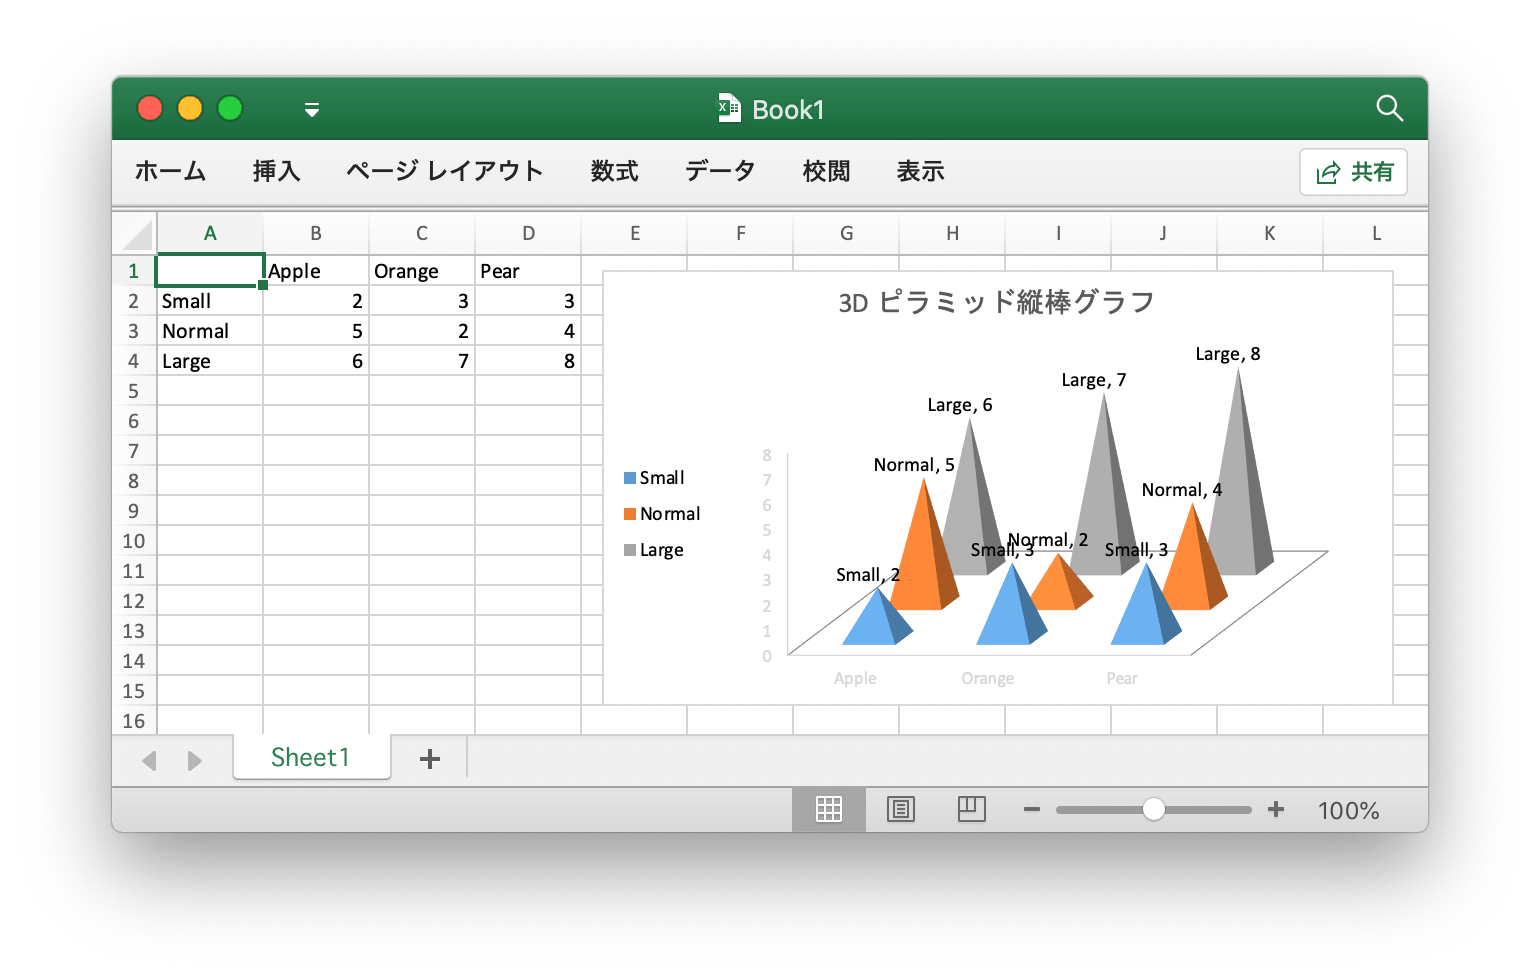 Book1
ホーム 挿入 ページ レイアウト 数式 データ 校閲 表示 共有
A B C D E F G H I J K L
1 Apple Orange Pear
2 Small 2 3 3
3 Normal 5 2 4
4 Large 6 7 8
5
6
7
8
9
10
11
12
13
14
15
16
3D ピラミッド縦棒グラフ
Large, 8
Large, 7
Large, 6
Normal, 5
Normal, 4
Normal, 2
Small, 3
Small, 3
Small, 2
Small
Normal
Large
8
7
6
5
4
3
2
1
0
Apple Orange Pear
Sheet1
100%